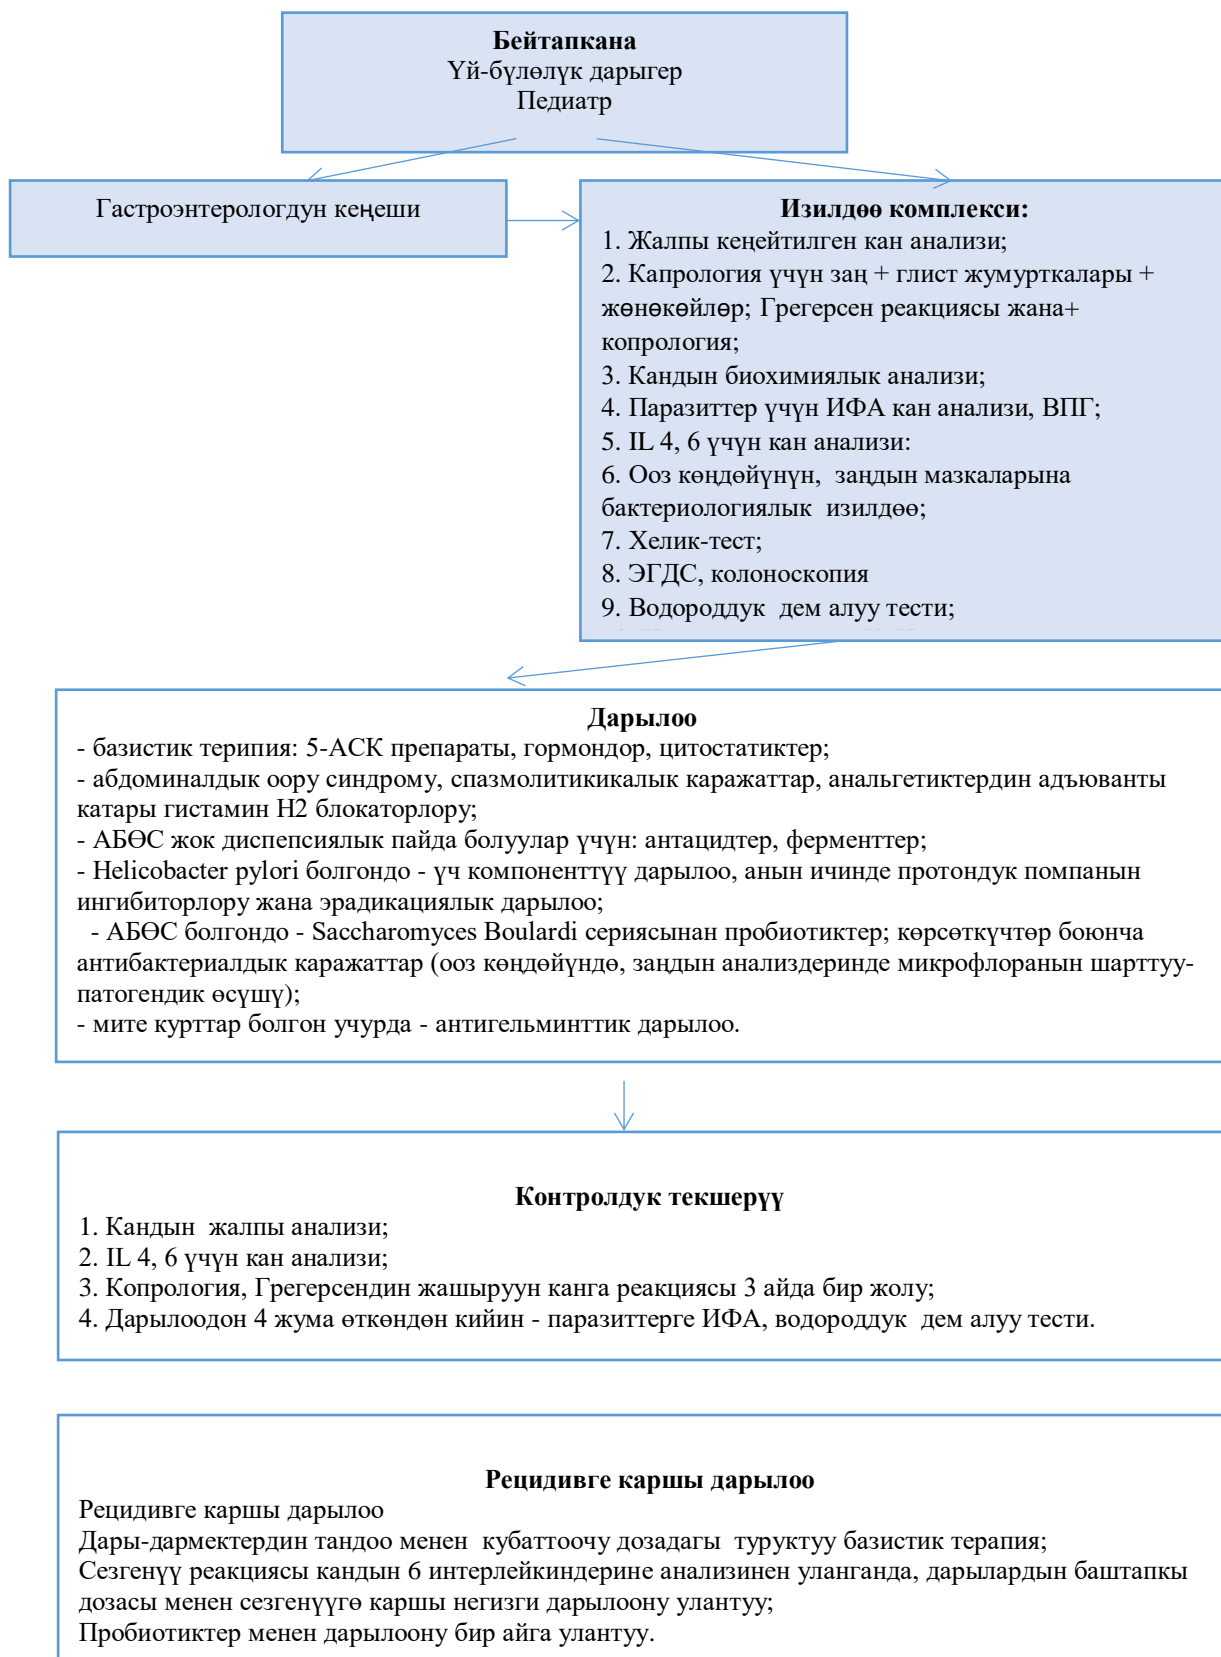 Бейтапкана
Үй-бүлөлүк дарыгер
Педиатр
Гастроэнтерологдун кеңеши
Изилдөө комплекси:
1. Жалпы кеңейтилген кан анализи;
2. Капрология үчүн заң + глист жумурткалары +
жөнөкөйлөр; Грегерсен реакциясы жана+
копрология;
3. Кандын биохимиялык анализи;
4. Паразиттер үчүн ИФА кан анализи, ВПГ;
5. IL 4, 6 үчүн кан анализи:
6. Ооз көңдөйүнүн, заңдын мазкаларына
бактериологиялык изилдөө;
7. Хелик-тест;
8. ЭГДС, колоноскопия
9. Водороддук дем алуу тести;
Дарылоо
- базистик терипия: 5-АСК препараты, гормондор, цитостатиктер;
- абдоминалдык оору синдрому, спазмолитикикалык каражаттар, анальгетиктердин адъюванты
катары гистамин Н2 блокаторлору;
- АБӨС жок диспепсиялык пайда болуулар үчүн: антацидтер, ферменттер;
- Helicobacter pylori болгондо - үч компоненттүү дарылоо, анын ичинде протондук помпанын
ингибиторлору жана эрадикациялык дарылоо;
- АБӨС болгондо - Saccharomyces Boulardi сериясынан пробиотиктер; көрсөткүчтөр боюнча
антибактериалдык каражаттар (ооз көңдөйүндө, заңдын анализдеринде микрофлоранын шарттуу-
патогендик өсүшү);
- мите курттар болгон учурда - антигельминттик дарылоо.
Контролдук текшерүү
1. Кандын жалпы анализи;
2. IL 4, 6 үчүн кан анализи;
3. Копрология, Грегерсендин жашыруун канга реакциясы 3 айда бир жолу;
4. Дарылоодон 4 жума өткөндөн кийин - паразиттерге ИФА, водороддук дем алуу тести.
Рецидивге каршы дарылоо
Рецидивге каршы дарылоо
Дары-дармектердин тандоо менен кубаттоочу дозадагы туруктуу базистик терапия;
Сезгенүү реакциясы кандын 6 интерлейкиндерине анализинен уланганда, дарылардын баштапкы
дозасы менен сезгенүүгө каршы негизги дарылоону улантуу;
Пробиотиктер менен дарылоону бир айга улантуу.